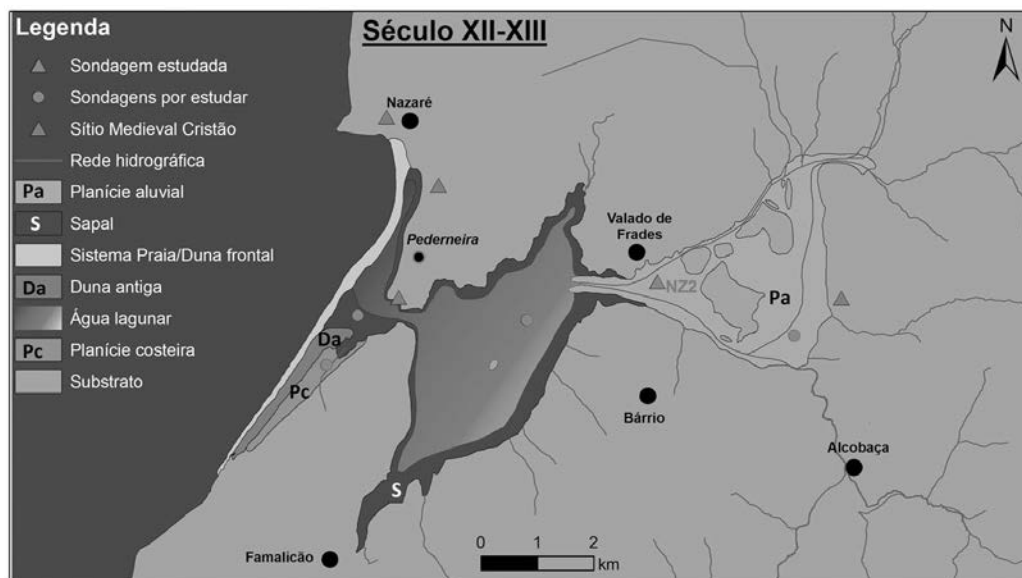 Legenda
Sondagem estudada
Sondagens por estudar
Sítio Medieval Cristão
Rede hidrográfica
Pa Planície aluvial
S Sapal
Sistema Praia/Duna frontal
Da Duna antiga
Água lagunar
Pc Planície costeira
Substrato
Século XII-XIII
N
Nazaré
Pederneira
Valado de
Frades
NZ2
Pa
Da
Pc
Bárrio
Alcobaça
S
Famalicão
0 1 2
km